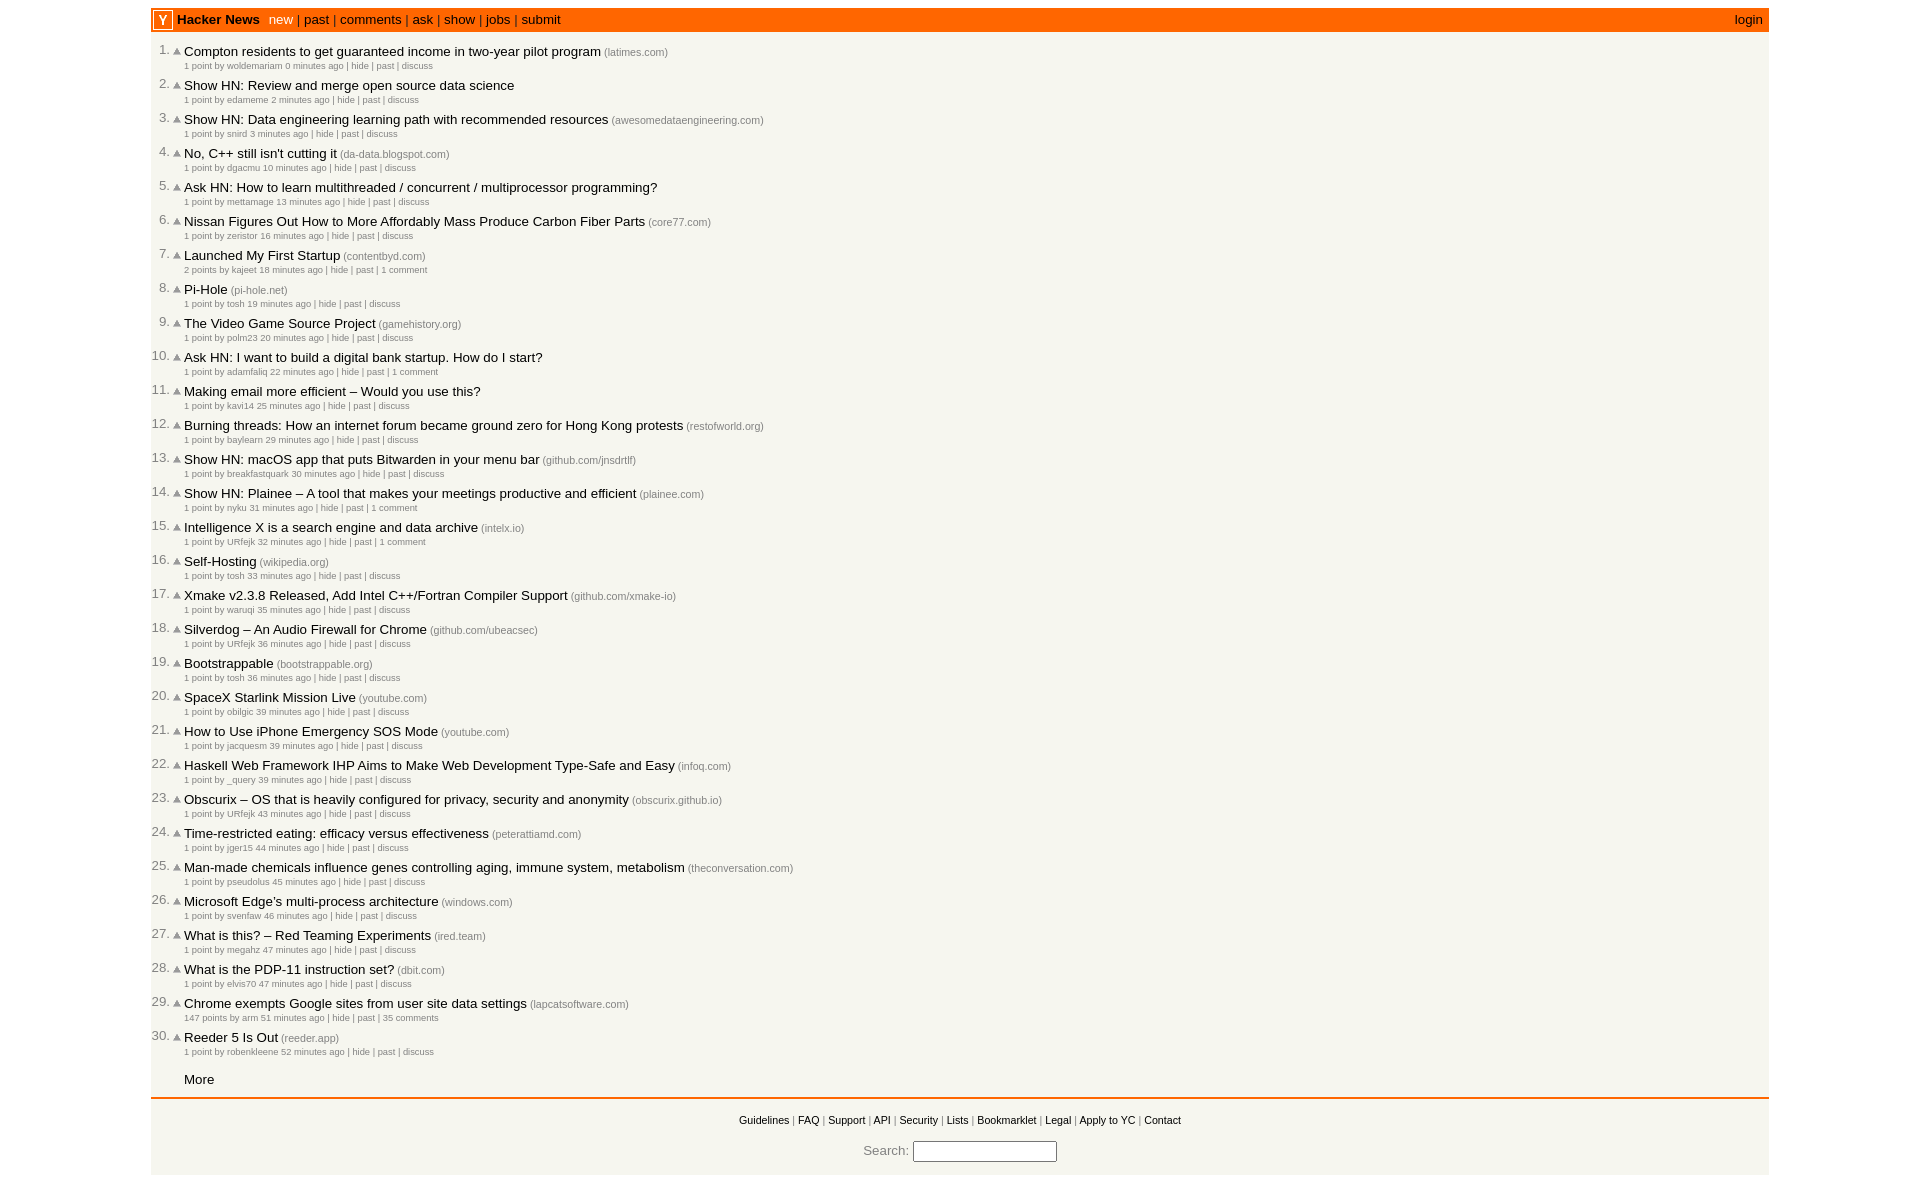 Y Hacker News new | past | comments | ask | show | jobs | submit login
1. Compton residents to get guaranteed income in two-year pilot program (latimes.com)
1 point by woldemariam 0 minutes ago | hide | past | discuss
2. Show HN: Review and merge open source data science
1 point by edameme 2 minutes ago | hide | past | discuss
3. Show HN: Data engineering learning path with recommended resources (awesomedataengineering.com)
1 point by snird 3 minutes ago | hide | past | discuss
4. No, C++ still isn't cutting it (da-data.blogspot.com)
1 point by dgacmu 10 minutes ago | hide | past | discuss
5. Ask HN: How to learn multithreaded / concurrent / multiprocessor programming?
1 point by mettamage 13 minutes ago | hide | past | discuss
6. Nissan Figures Out How to More Affordably Mass Produce Carbon Fiber Parts (core77.com)
1 point by zeristor 16 minutes ago | hide | past | discuss
7. Launched My First Startup (contentbyd.com)
2 points by kajeet 18 minutes ago | hide | past | 1 comment
8. Pi-Hole (pi-hole.net)
1 point by tosh 19 minutes ago | hide | past | discuss
9. The Video Game Source Project (gamehistory.org)
1 point by polm23 20 minutes ago | hide | past | discuss
10. Ask HN: I want to build a digital bank startup. How do I start?
1 point by adamfaliq 22 minutes ago | hide | past | 1 comment
11. Making email more efficient – Would you use this?
1 point by kavi14 25 minutes ago | hide | past | discuss
12. Burning threads: How an internet forum became ground zero for Hong Kong protests (restofworld.org)
1 point by baylearn 29 minutes ago | hide | past | discuss
13. Show HN: macOS app that puts Bitwarden in your menu bar (github.com/jnsdrtlf)
1 point by breakfastquark 30 minutes ago | hide | past | discuss
14. Show HN: Plainee – A tool that makes your meetings productive and efficient (plainee.com)
1 point by nyku 31 minutes ago | hide | past | 1 comment
15. Intelligence X is a search engine and data archive (intelx.io)
1 point by URfejk 32 minutes ago | hide | past | 1 comment
16. Self-Hosting (wikipedia.org)
1 point by tosh 33 minutes ago | hide | past | discuss
17. Xmake v2.3.8 Released, Add Intel C++/Fortran Compiler Support (github.com/xmake-io)
1 point by waruqi 35 minutes ago | hide | past | discuss
18. Silverdog – An Audio Firewall for Chrome (github.com/ubeacsec)
1 point by URfejk 36 minutes ago | hide | past | discuss
19. Bootstrappable (bootstrappable.org)
1 point by tosh 36 minutes ago | hide | past | discuss
20. SpaceX Starlink Mission Live (youtube.com)
1 point by obilgic 39 minutes ago | hide | past | discuss
21. How to Use iPhone Emergency SOS Mode (youtube.com)
1 point by jacquesm 39 minutes ago | hide | past | discuss
22. Haskell Web Framework IHP Aims to Make Web Development Type-Safe and Easy (infoq.com)
1 point by _query 39 minutes ago | hide | past | discuss
23. Obscurix – OS that is heavily configured for privacy, security and anonymity (obscurix.github.io)
1 point by URfejk 43 minutes ago | hide | past | discuss
24. Time-restricted eating: efficacy versus effectiveness (peterattiamd.com)
1 point by jger15 44 minutes ago | hide | past | discuss
25. Man-made chemicals influence genes controlling aging, immune system, metabolism (theconversation.com)
1 point by pseudolus 45 minutes ago | hide | past | discuss
26. Microsoft Edge’s multi-process architecture (windows.com)
1 point by svenfaw 46 minutes ago | hide | past | discuss
27. What is this? – Red Teaming Experiments (ired.team)
1 point by megahz 47 minutes ago | hide | past | discuss
28. What is the PDP-11 instruction set? (dbit.com)
1 point by elvis70 47 minutes ago | hide | past | discuss
29. Chrome exempts Google sites from user site data settings (lapcatsoftware.com)
147 points by arm 51 minutes ago | hide | past | 35 comments
30. Reeder 5 Is Out (reeder.app)
1 point by robenkleene 52 minutes ago | hide | past | discuss
More
Guidelines | FAQ | Support | API | Security | Lists | Bookmarklet | Legal | Apply to YC | Contact
Search: